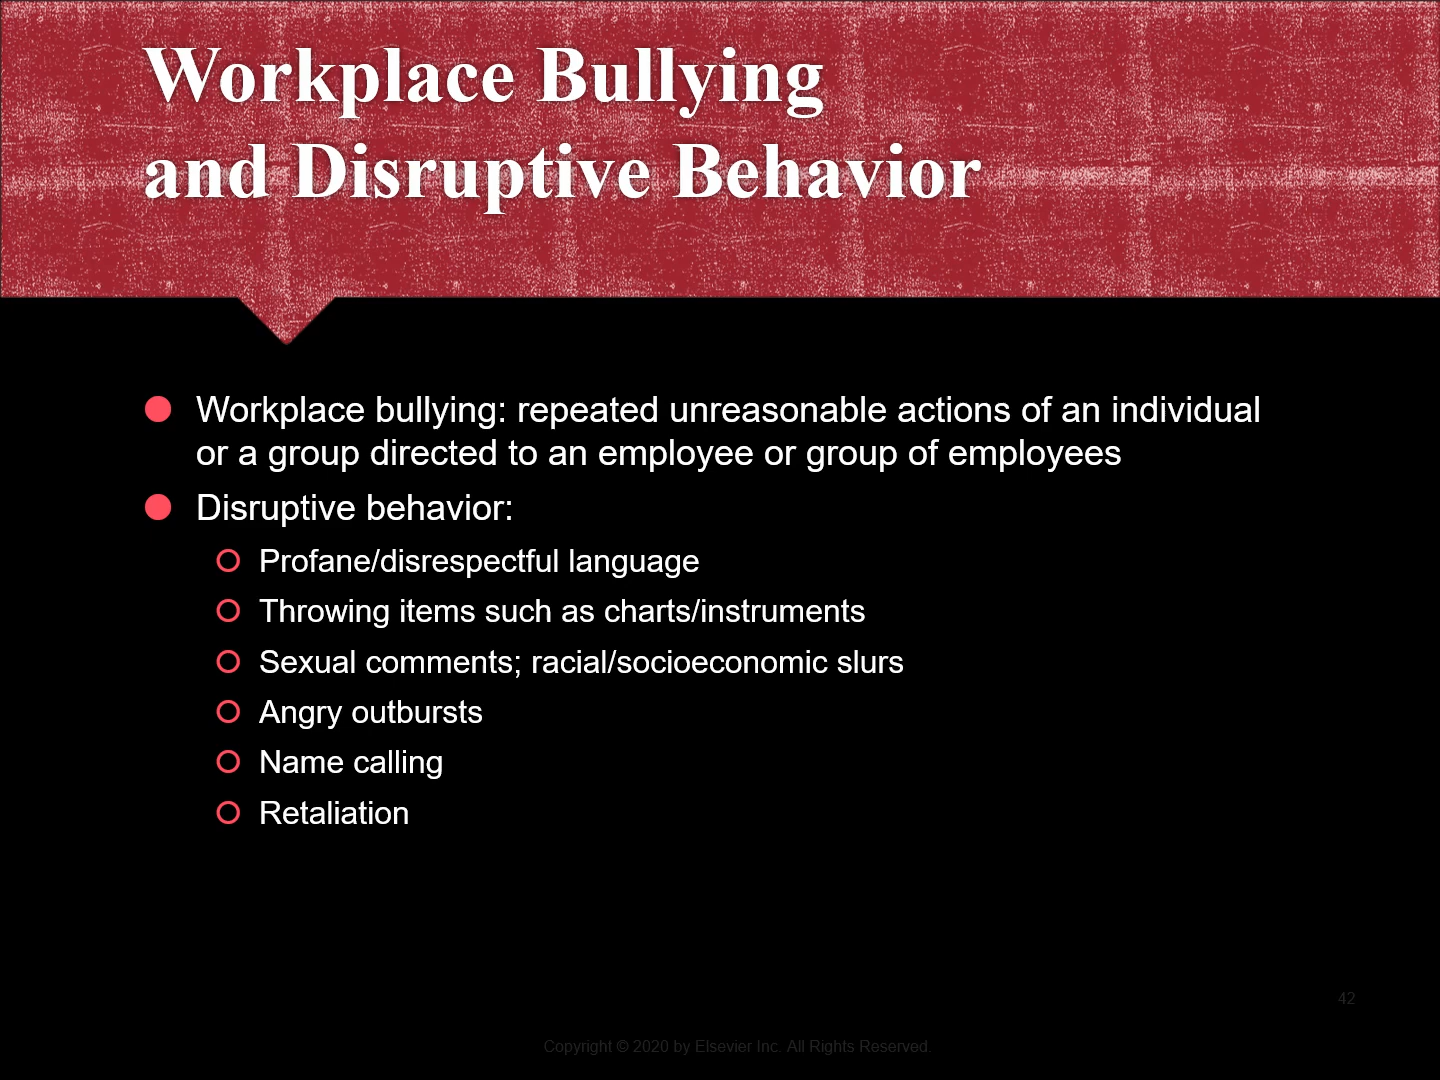 Workplace Bullying
and Disruptive Behavior
Workplace bullying: repeated unreasonable actions of an individual
or a group directed to an employee or group of employees
Disruptive behavior:
Profane/disrespectful language
Throwing items such as charts/instruments
Sexual comments; racial/socioeconomic slurs
Angry outbursts
Name calling
Retaliation
42
Copyright © 2020 by Elsevier Inc. All Rights Reserved.